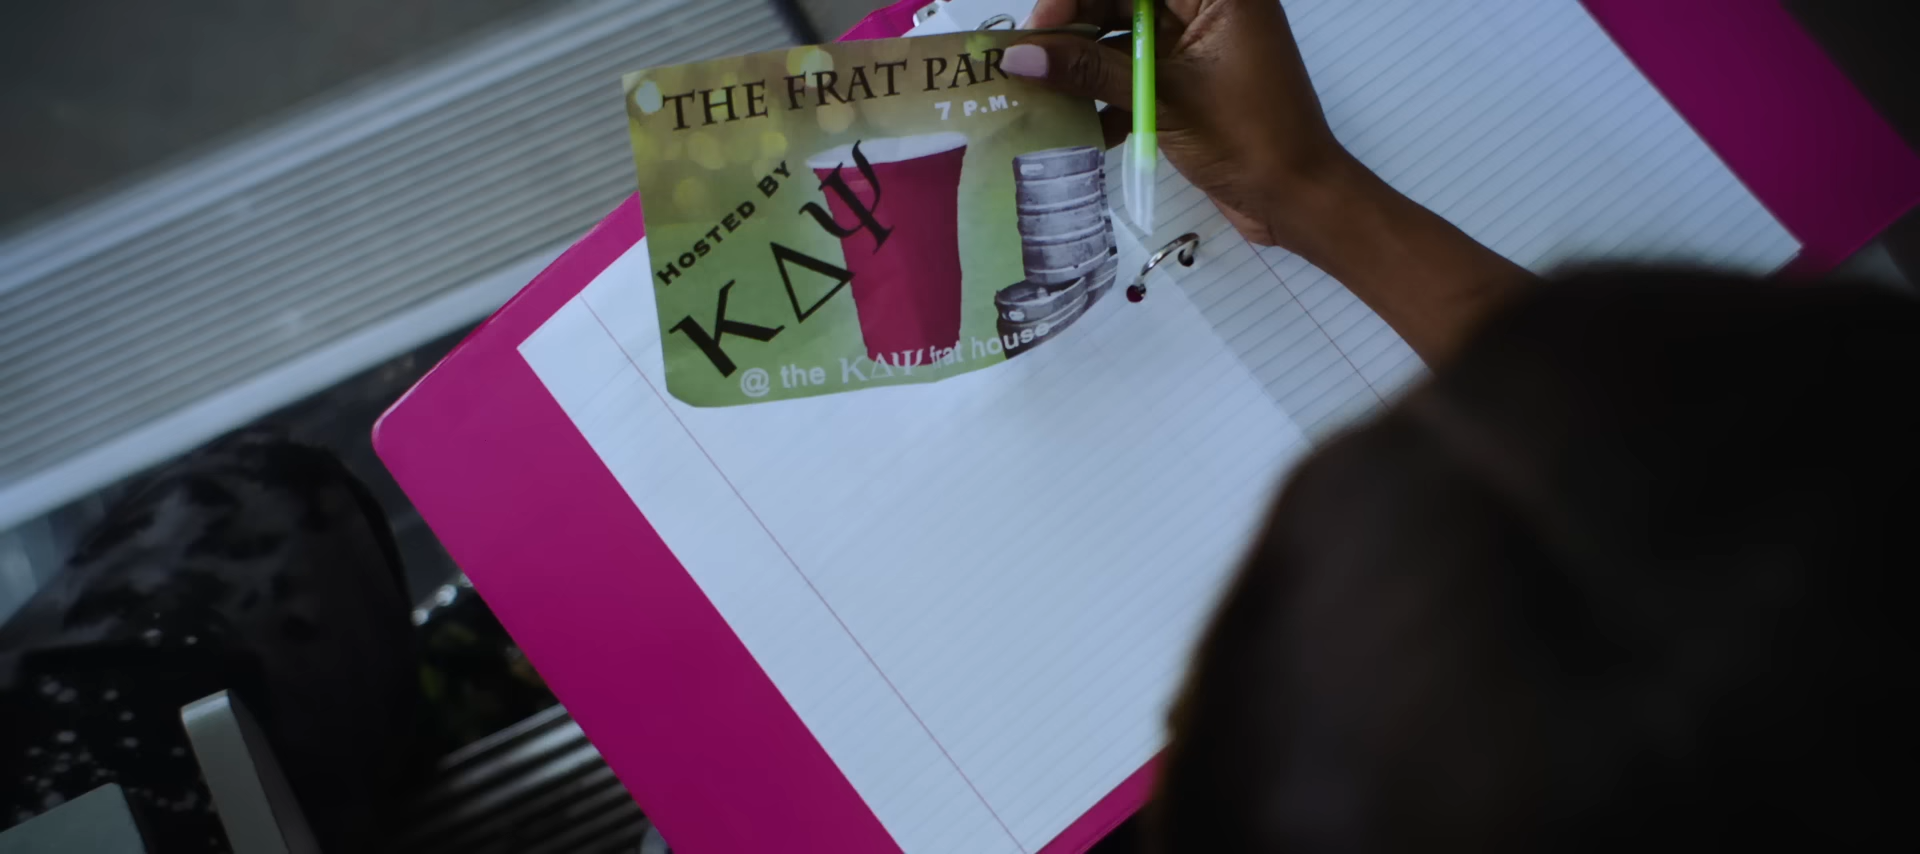 THE FRAT PAR
7 P.M.
HOSTED BY
ΚΔΨ
@ the ΚΔΨ frat house